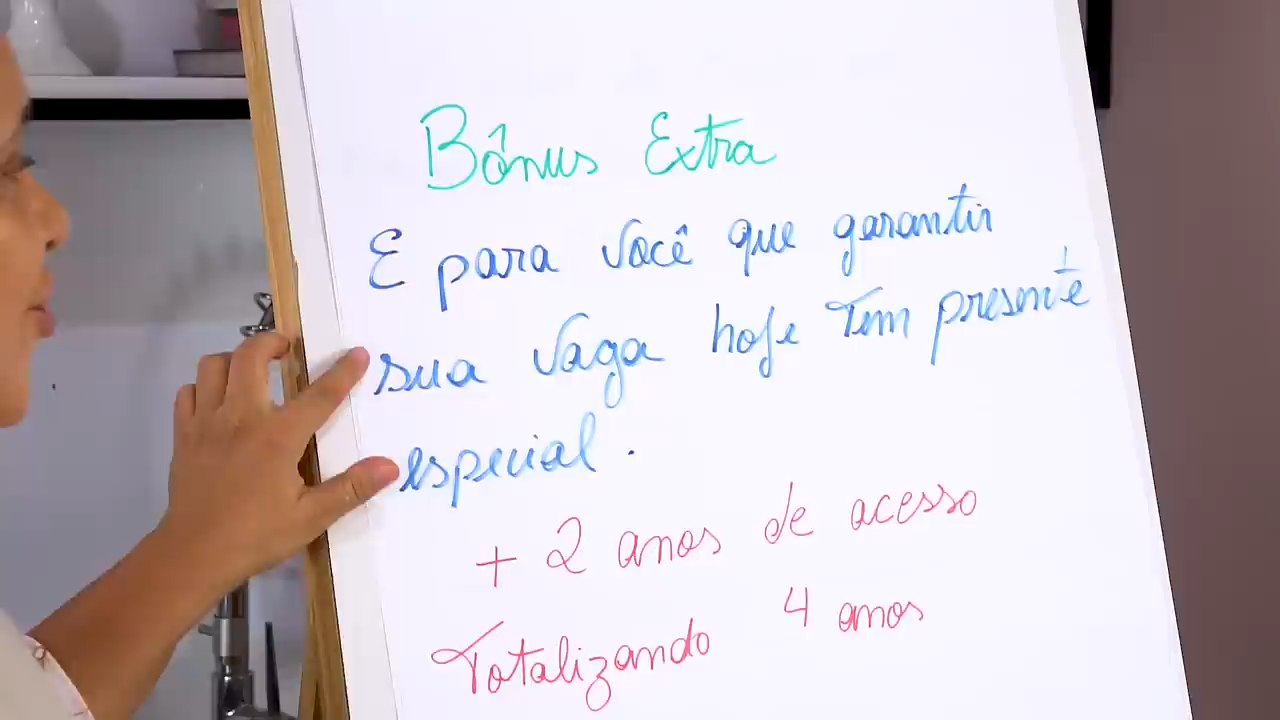 Bônus Extra
E para você que garantir
sua vaga hoje tem presente
especial.
+ 2 anos de acesso
Totalizando 4 anos